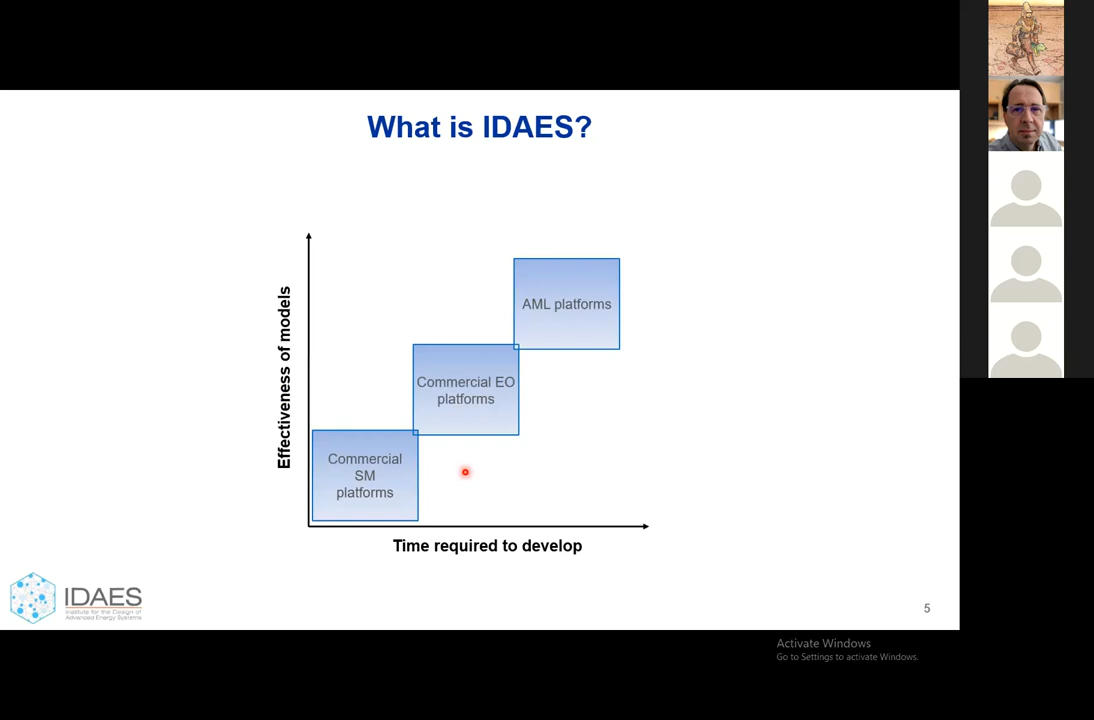 What is IDAES?
Effectiveness of models
AML platforms
Commercial EO
platforms
Commercial
SM
platforms
Time required to develop
IDAES
Institute for the Design of
Advanced Energy Systems
5
Activate Windows
Go to Settings to activate Windows.